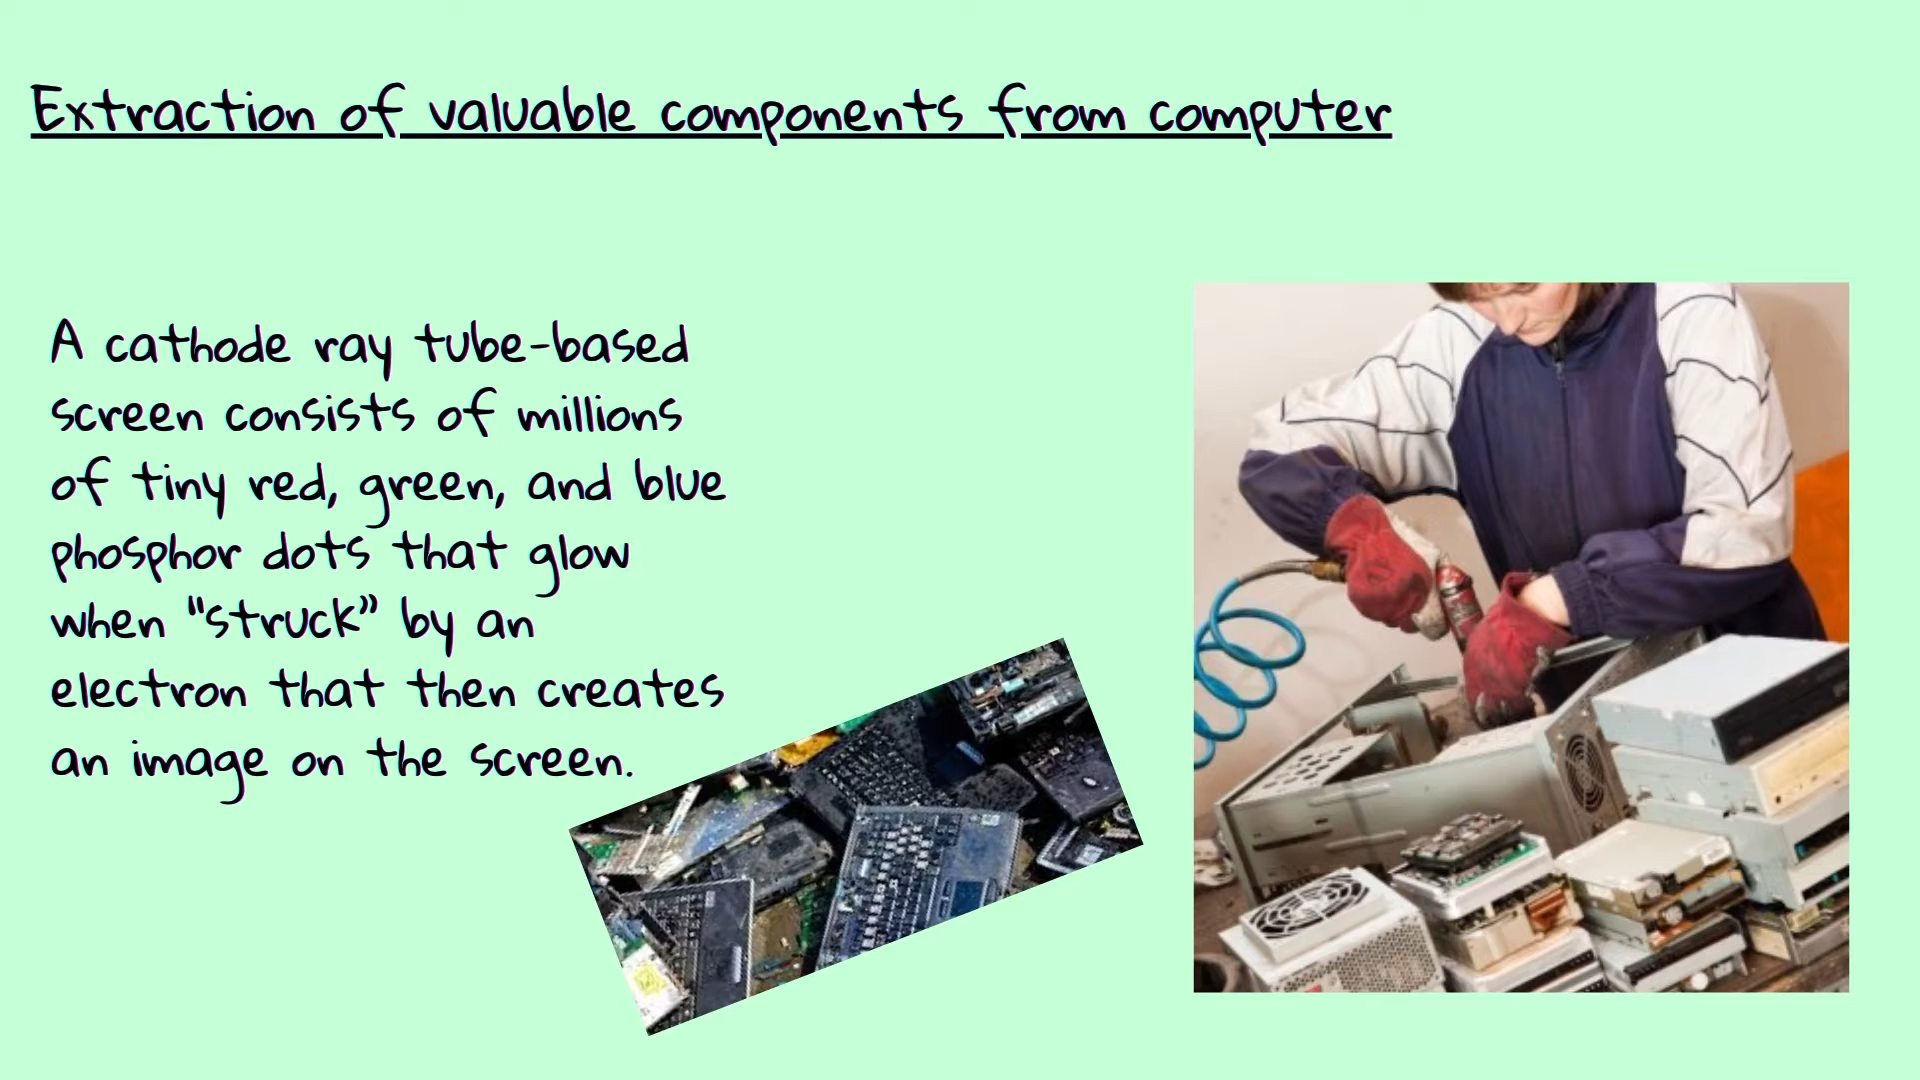 Extraction of valuable components from computer
A cathode ray tube-based
screen consists of millions
of tiny red, green, and blue
phosphor dots that glow
when "struck” by an
electron that then creates
an image on the screen.